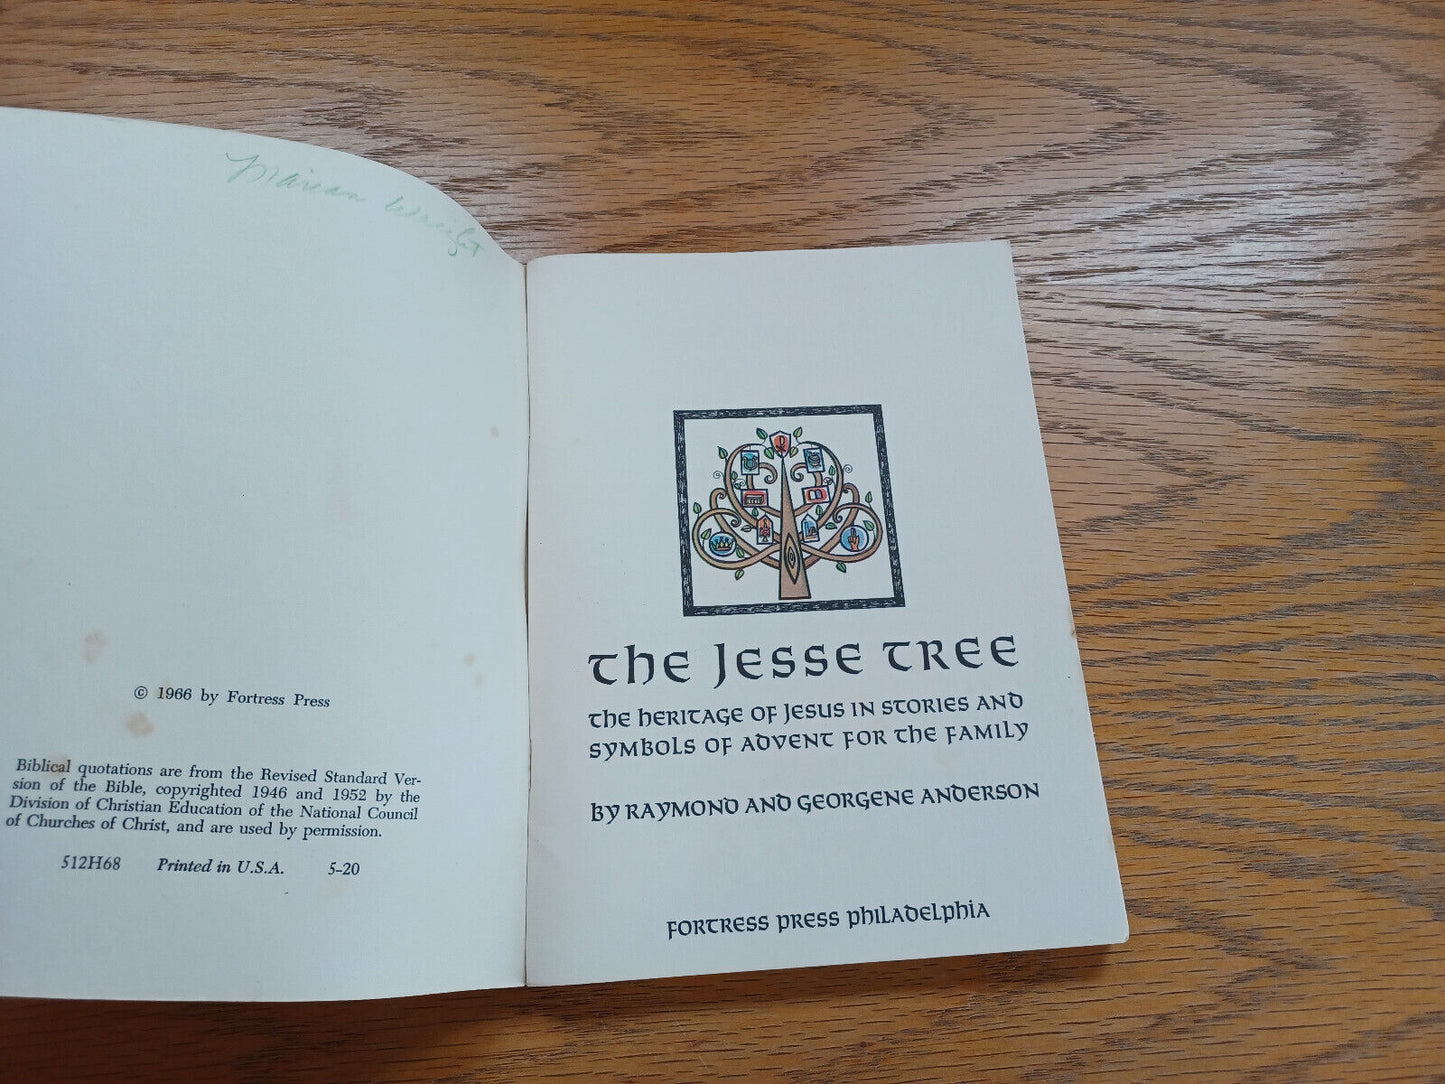 Marian Wright
© 1966 by Fortress Press
Biblical quotations are from the Revised Standard Ver-
sion of the Bible, copyrighted 1946 and 1952 by the
Division of Christian Education of the National Council
of Churches of Christ, and are used by permission.
512H68 Printed in U.S.A. 5-20
The Jesse Tree
The Heritage of Jesus in Stories and
Symbols of Advent for the Family
By Raymond and Georgene Anderson
Fortress Press Philadelphia